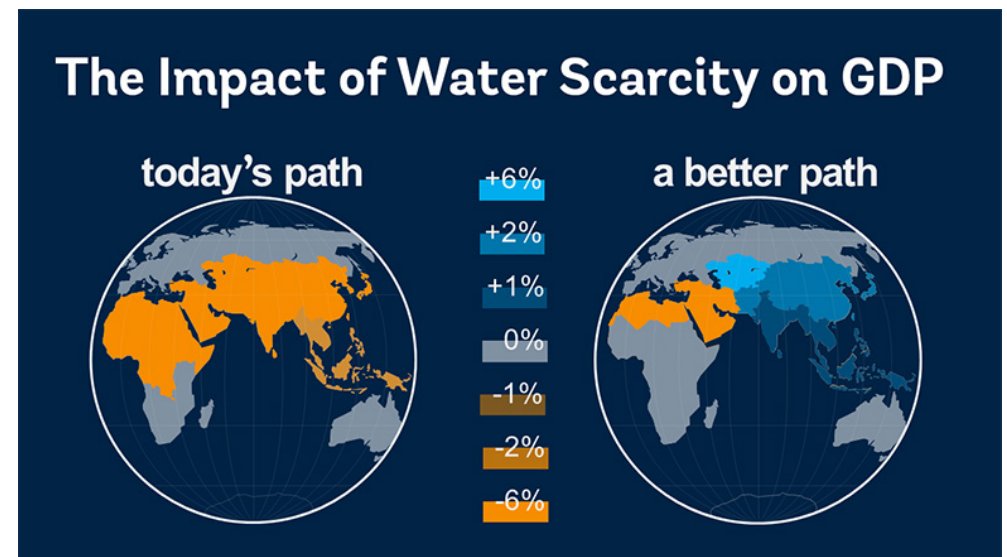 The Impact of Water Scarcity on GDP
today's path
a better path
+6%
+2%
+1%
0%
-1%
-2%
-6%